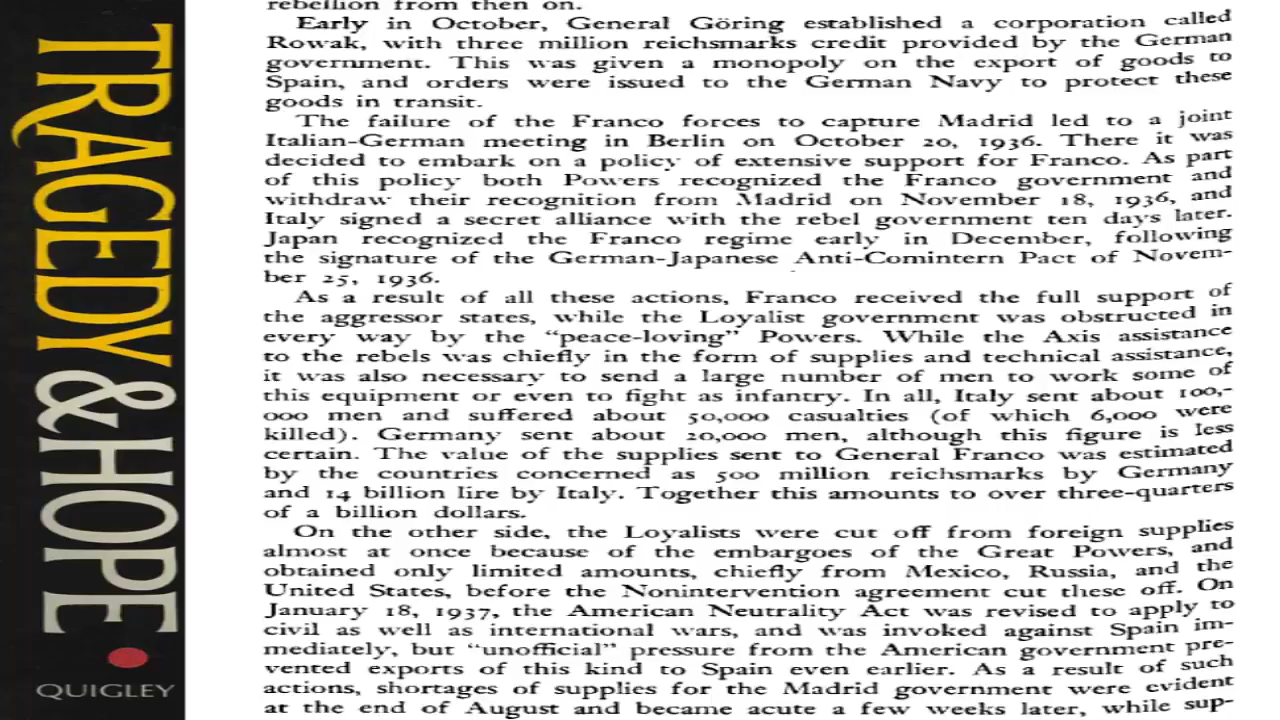 TRAGEDY & HOPE
QUIGLEY
rebellion from then on.
Early in October, General Göring established a corporation called
Rowak, with three million reichsmarks credit provided by the German
government. This was given a monopoly on the export of goods to
Spain, and orders were issued to the German Navy to protect these
goods in transit.
The failure of the Franco forces to capture Madrid led to a joint
Italian-German meeting in Berlin on October 20, 1936. There it was
decided to embark on a policy of extensive support for Franco. As part
of this policy both Powers recognized the Franco government and
withdraw their recognition from Madrid on November 18, 1936, and
Italy signed a secret alliance with the rebel government ten days later.
Japan recognized the Franco regime early in December, following
the signature of the German-Japanese Anti-Comintern Pact of Novem-
ber 25, 1936.
As a result of all these actions, Franco received the full support of
the aggressor states, while the Loyalist government was obstructed in
every way by the "peace-loving" Powers. While the Axis assistance
to the rebels was chiefly in the form of supplies and technical assistance,
it was also necessary to send a large number of men to work some of
this equipment or even to fight as infantry. In all, Italy sent about 100,-
000 men and suffered about 50,000 casualties (of which 6,000 were
killed). Germany sent about 20,000 men, although this figure is less
certain. The value of the supplies sent to General Franco was estimated
by the countries concerned as 500 million reichsmarks by Germany
and 14 billion lire by Italy. Together this amounts to over three-quarters
of a billion dollars.
On the other side, the Loyalists were cut off from foreign supplies
almost at once because of the embargoes of the Great Powers, and
obtained only limited amounts, chiefly from Mexico, Russia, and the
United States, before the Nonintervention agreement cut these off. On
January 18, 1937, the American Neutrality Act was revised to apply to
civil as well as international wars, and was invoked against Spain im-
mediately, but "unofficial" pressure from the American government pre-
vented exports of this kind to Spain even earlier. As a result of such
actions, shortages of supplies for the Madrid government were evident
at the end of August and became acute a few weeks later, while sup-